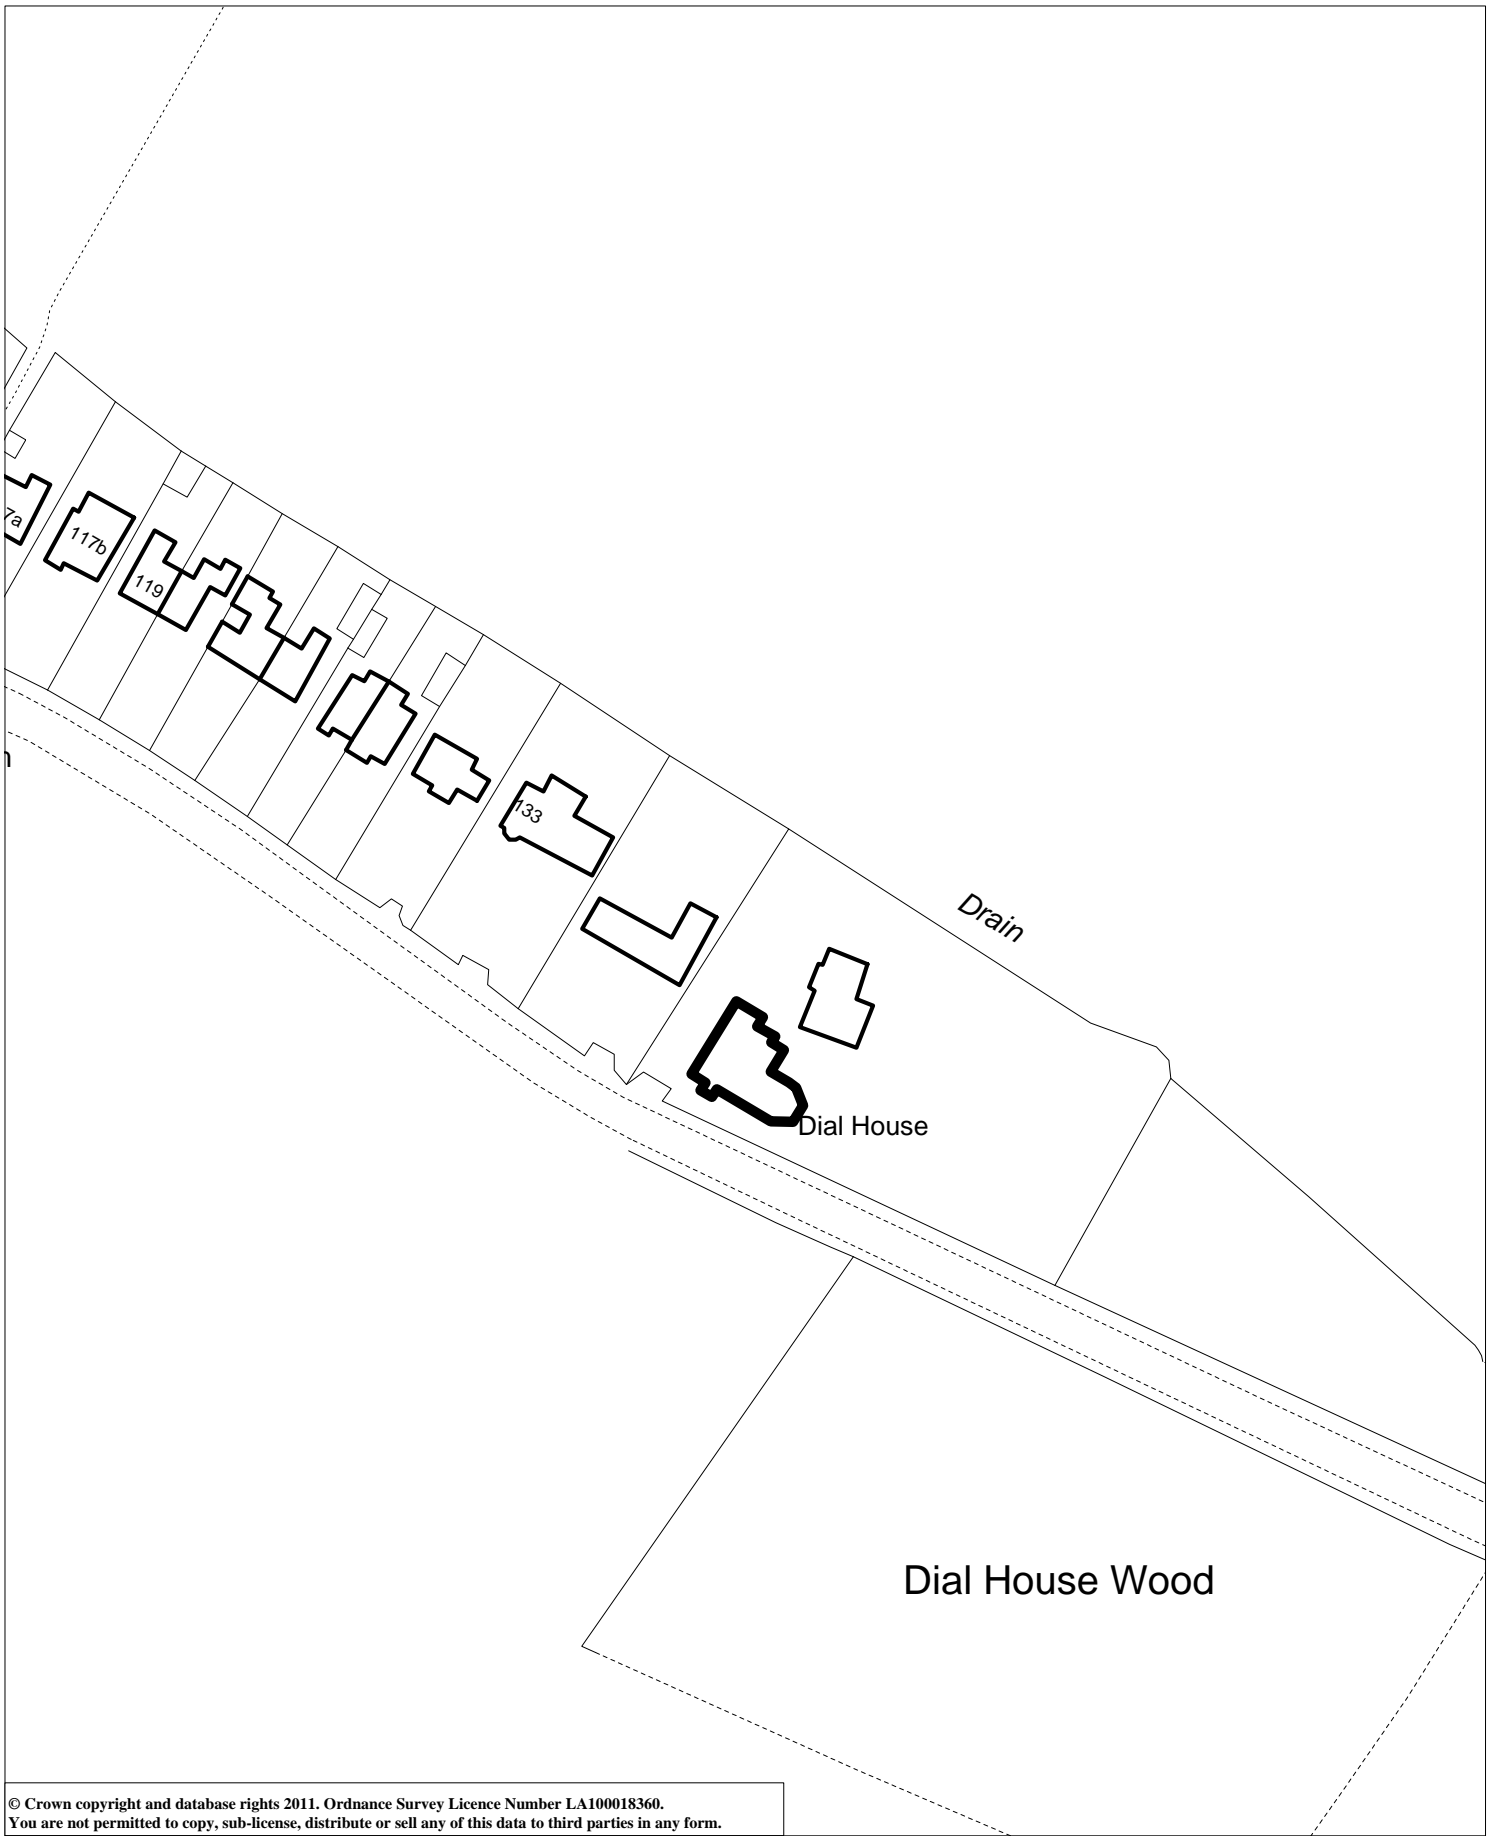 7a
117b
119
133
Drain
Dial House
Dial House Wood
© Crown copyright and database rights 2011. Ordnance Survey Licence Number LA100018360.
You are not permitted to copy, sub-license, distribute or sell any of this data to third parties in any form.